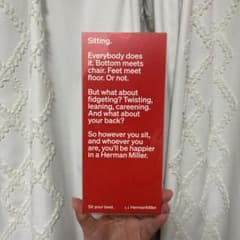 Sitting.
Everybody does
it. Bottom meets
chair. Feet meet
floor. Or not.
But what about
fidgeting? Twisting,
leaning, careening.
And what about
your back?
So however you sit,
and whoever you
are, you'll be happier
in a Herman Miller.
Sit your best.
HermanMiller